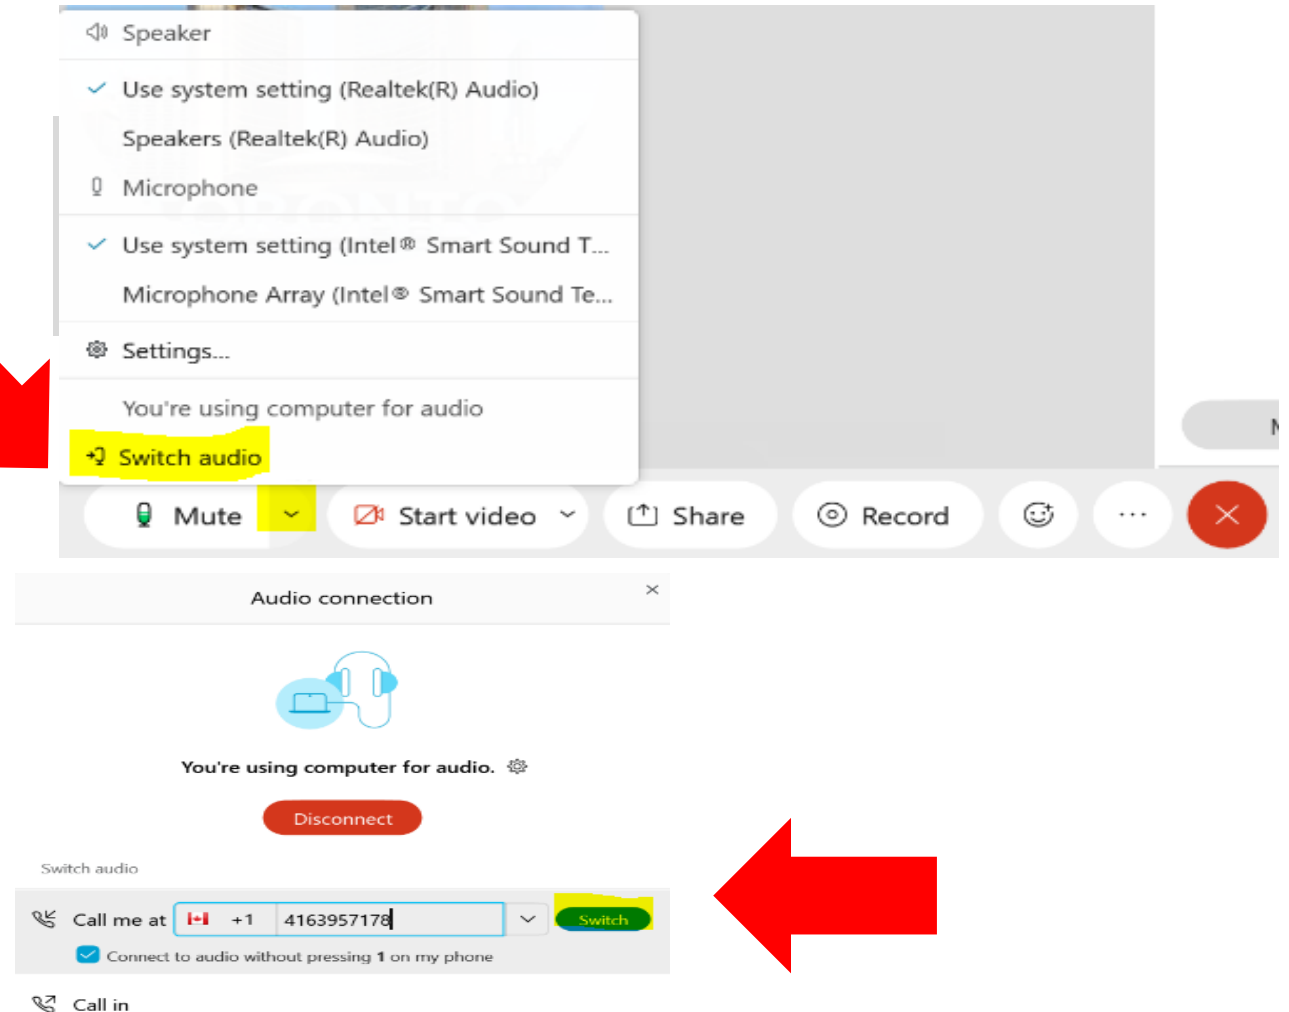 Speaker
Use system setting (Realtek(R) Audio)
Speakers (Realtek(R) Audio)
Microphone
Use system setting (Intel® Smart Sound T...
Microphone Array (Intel® Smart Sound Te...
Settings...
You're using computer for audio
Switch audio
Mute
Start video
Share
Record
Audio connection
You're using computer for audio.
Disconnect
Switch audio
Call me at +1 4163957178 Switch
Connect to audio without pressing 1 on my phone
Call in